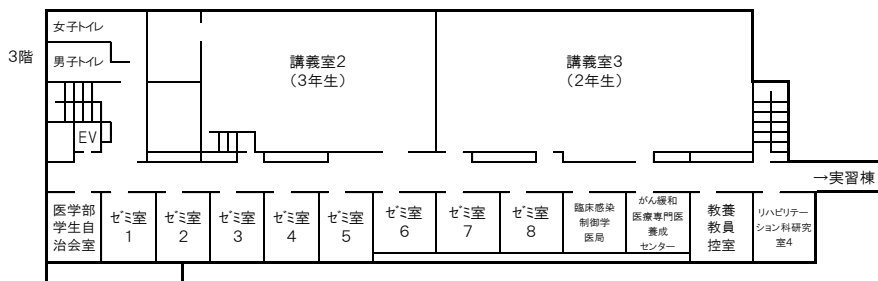 女子トイレ
3階
男子トイレ
講義室2
(3年生)
講義室3
(2年生)
EV
→実習棟
医学部
学生自
治会室
ゼミ室
1
ゼミ室
2
ゼミ室
3
ゼミ室
4
ゼミ室
5
ゼミ室
6
ゼミ室
7
ゼミ室
8
臨床感染
制御学
医局
がん緩和
医療専門医
養成
センター
教養
教員
控室
リハビリテー
ション科研究
室4